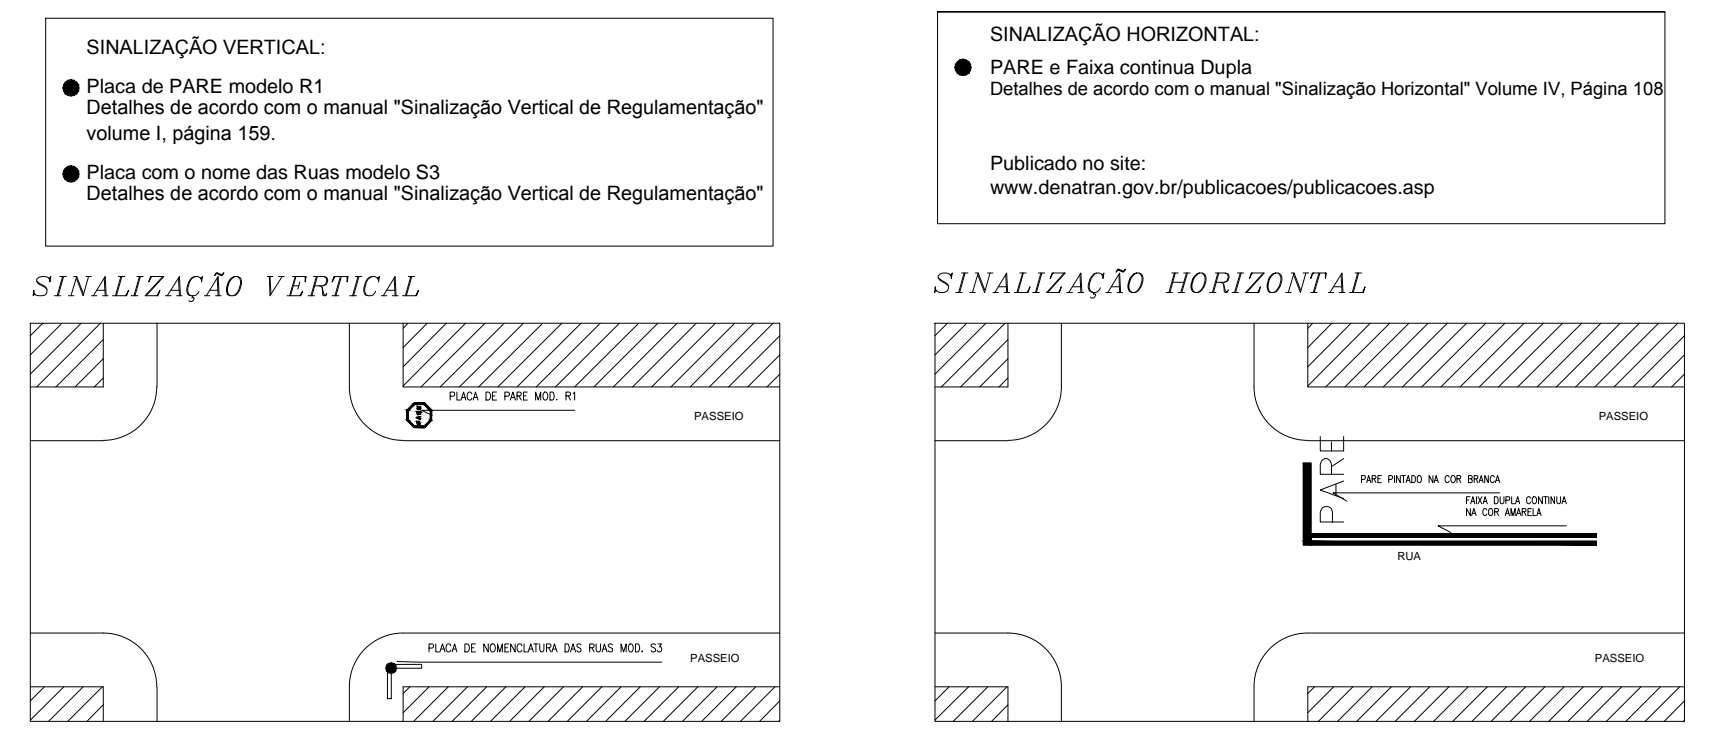 SINALIZAÇÃO VERTICAL:
Placa de PARE modelo R1
Detalhes de acordo com o manual "Sinalização Vertical de Regulamentação"
volume I, página 159.
Placa com o nome das Ruas modelo S3
Detalhes de acordo com o manual "Sinalização Vertical de Regulamentação"
SINALIZAÇÃO VERTICAL
PLACA DE PARE MOD. R1
PARE
PASSEIO
PLACA DE NOMENCLATURA DAS RUAS MOD. S3
PASSEIO
SINALIZAÇÃO HORIZONTAL:
PARE e Faixa continua Dupla
Detalhes de acordo com o manual "Sinalização Horizontal" Volume IV, Página 108
Publicado no site:
www.denatran.gov.br/publicacoes/publicacoes.asp
SINALIZAÇÃO HORIZONTAL
PASSEIO
PARE
PARE PINTADO NA COR BRANCA
FAIXA DUPLA CONTINUA
NA COR AMARELA
RUA
PASSEIO